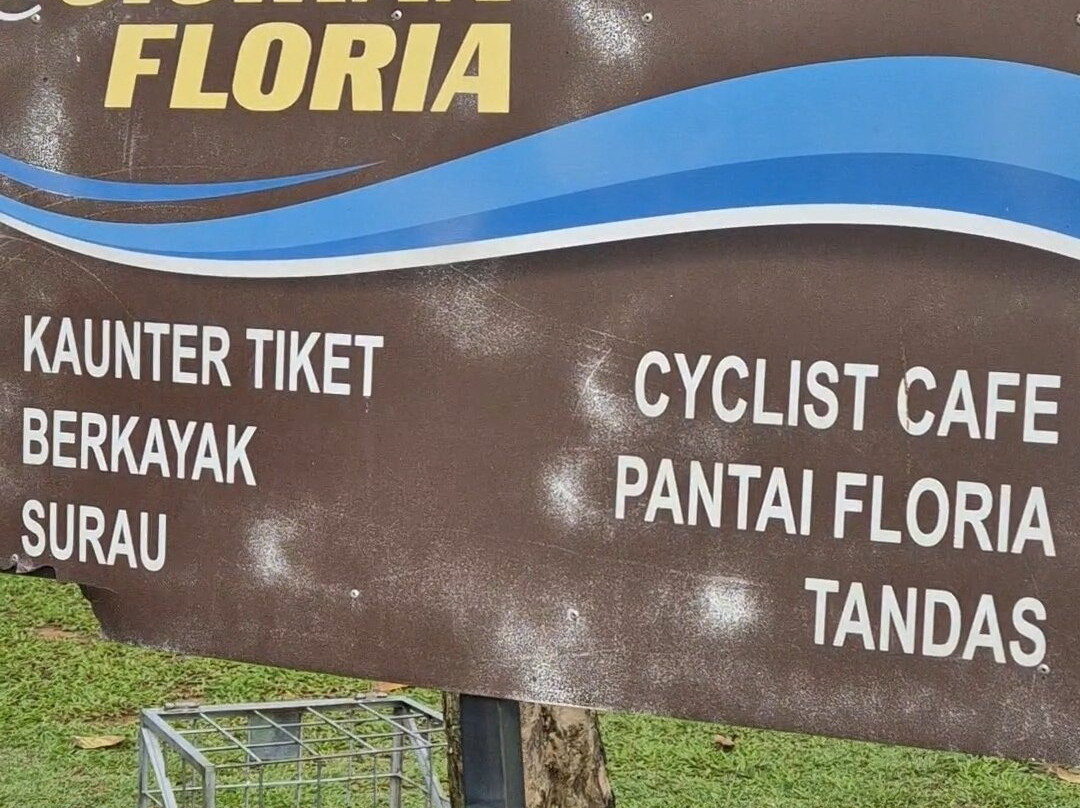 FLORIA
KAUNTER TIKET
BERKAYAK
SURAU
CYCLIST CAFE
PANTAI FLORIA
TANDAS